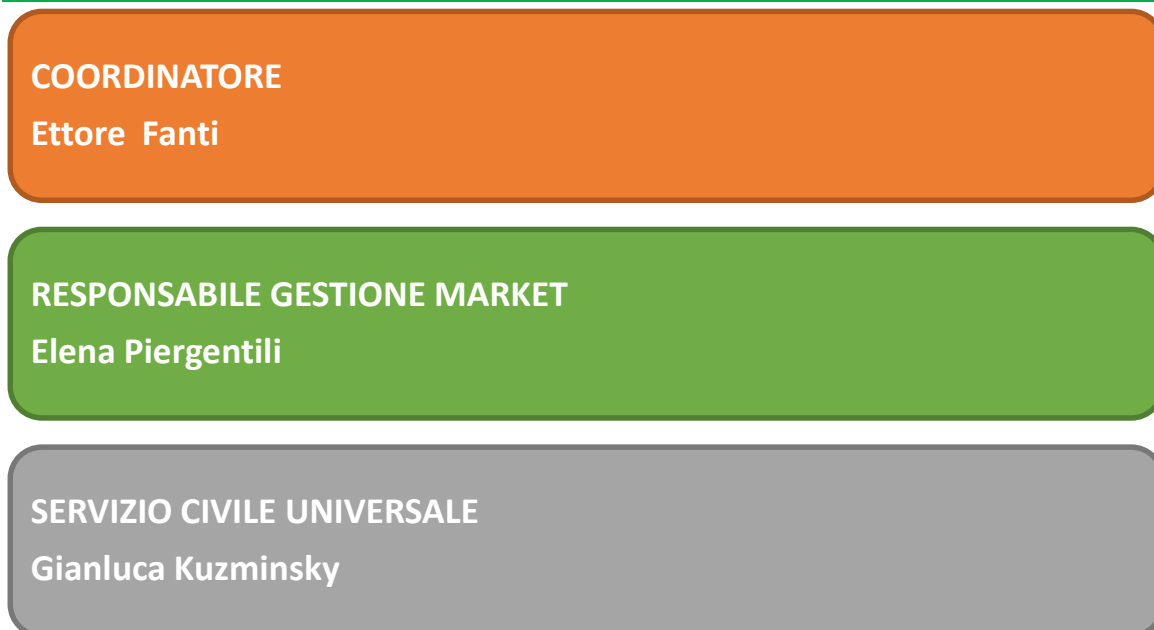 COORDINATORE
Ettore  Fanti
RESPONSABILE GESTIONE MARKET
Elena Piergentili
SERVIZIO CIVILE UNIVERSALE
Gianluca Kuzminsky